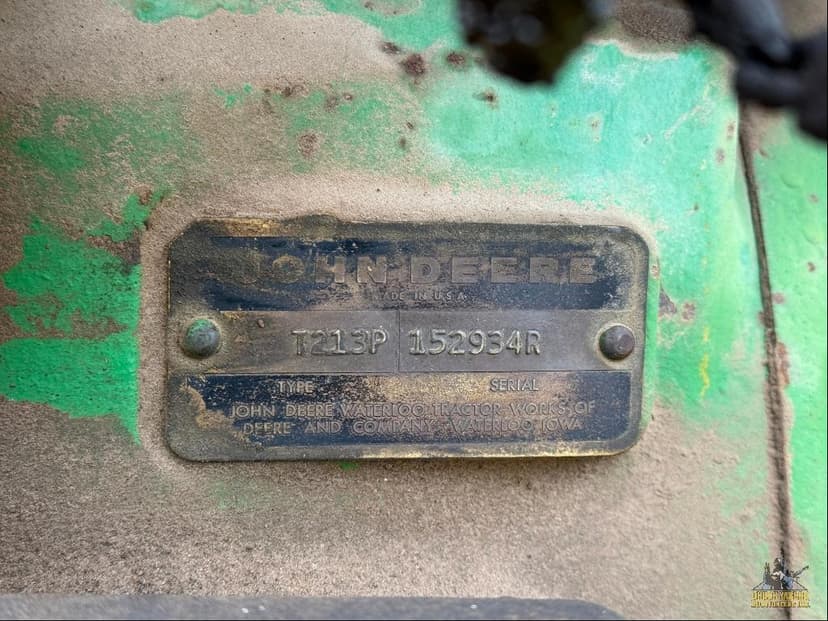 JOHN DEERE
MADE IN U.S.A.
T213P 152934R
TYPE SERIAL
JOHN DEERE WATERLOO TRACTOR WORKS OF
DEERE AND COMPANY WATERLOO IOWA